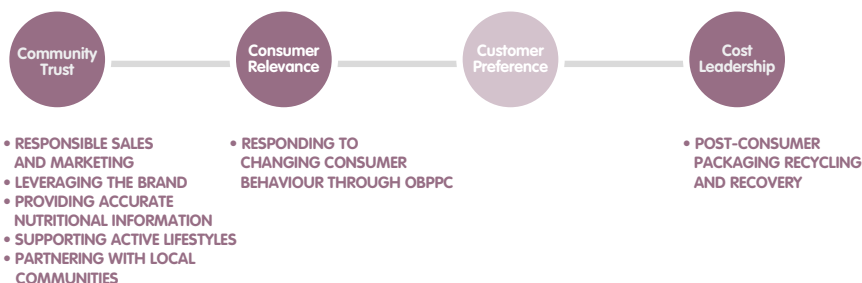 Community
Trust
Consumer
Relevance
Customer
Preference
Cost
Leadership
• RESPONSIBLE SALES
AND MARKETING
• LEVERAGING THE BRAND
• PROVIDING ACCURATE
NUTRITIONAL INFORMATION
• SUPPORTING ACTIVE LIFESTYLES
• PARTNERING WITH LOCAL
COMMUNITIES
• RESPONDING TO
CHANGING CONSUMER
BEHAVIOUR THROUGH OBPPC
• POST-CONSUMER
PACKAGING RECYCLING
AND RECOVERY